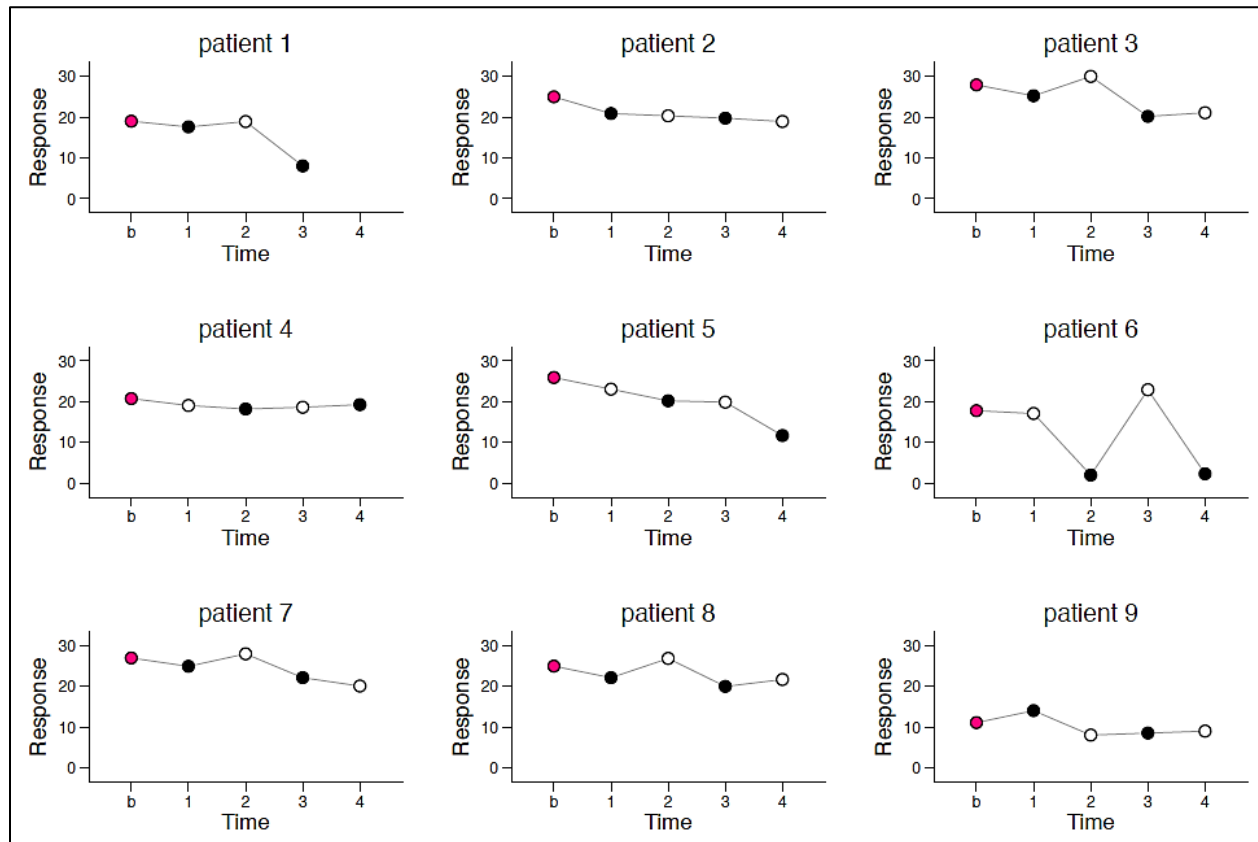 patient 1
30
20
10
0
Response
b 1 2 3 4
Time
patient 2
30
20
10
0
Response
b 1 2 3 4
Time
patient 3
30
20
10
0
Response
b 1 2 3 4
Time
patient 4
30
20
10
0
Response
b 1 2 3 4
Time
patient 5
30
20
10
0
Response
b 1 2 3 4
Time
patient 6
30
20
10
0
Response
b 1 2 3 4
Time
patient 7
30
20
10
0
Response
b 1 2 3 4
Time
patient 8
30
20
10
0
Response
b 1 2 3 4
Time
patient 9
30
20
10
0
Response
b 1 2 3 4
Time